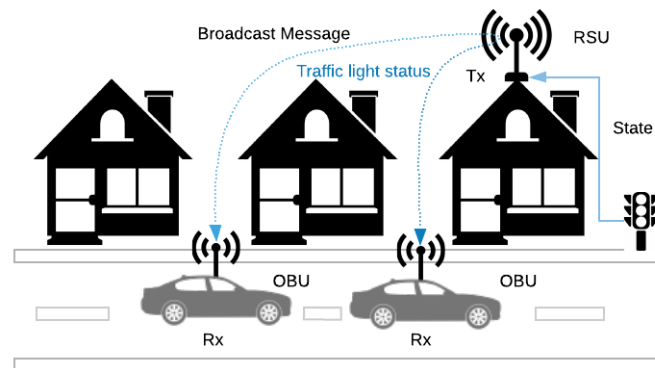 Broadcast Message
RSU
Traffic light status
Tx
State
OBU
OBU
Rx
Rx